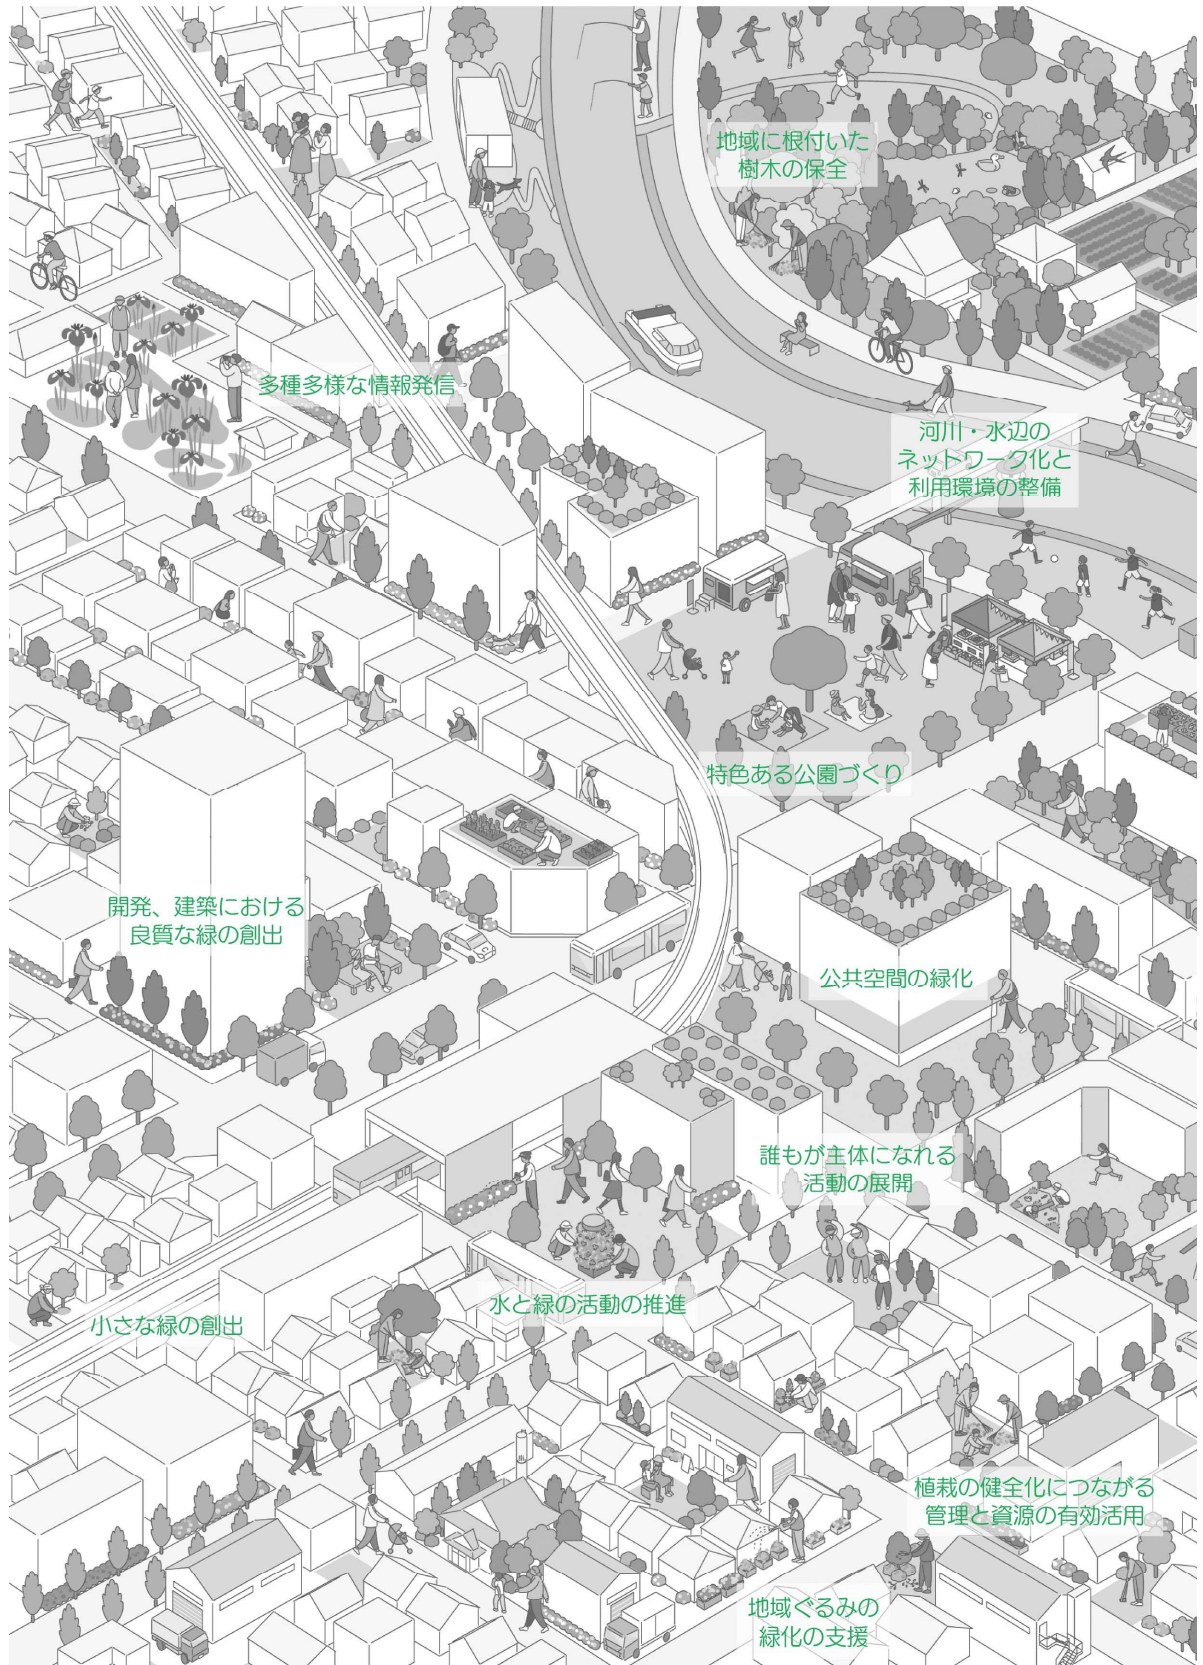 地域に根付いた
樹木の保全
多種多様な情報発信
河川・水辺の
ネットワーク化と
利用環境の整備
特色ある公園づくり
開発、建築における
良質な緑の創出
公共空間の緑化
誰もが主体になれる
活動の展開
水と緑の活動の推進
小さな緑の創出
植栽の健全化につながる
管理と資源の有効活用
地域ぐるみの
緑化の支援